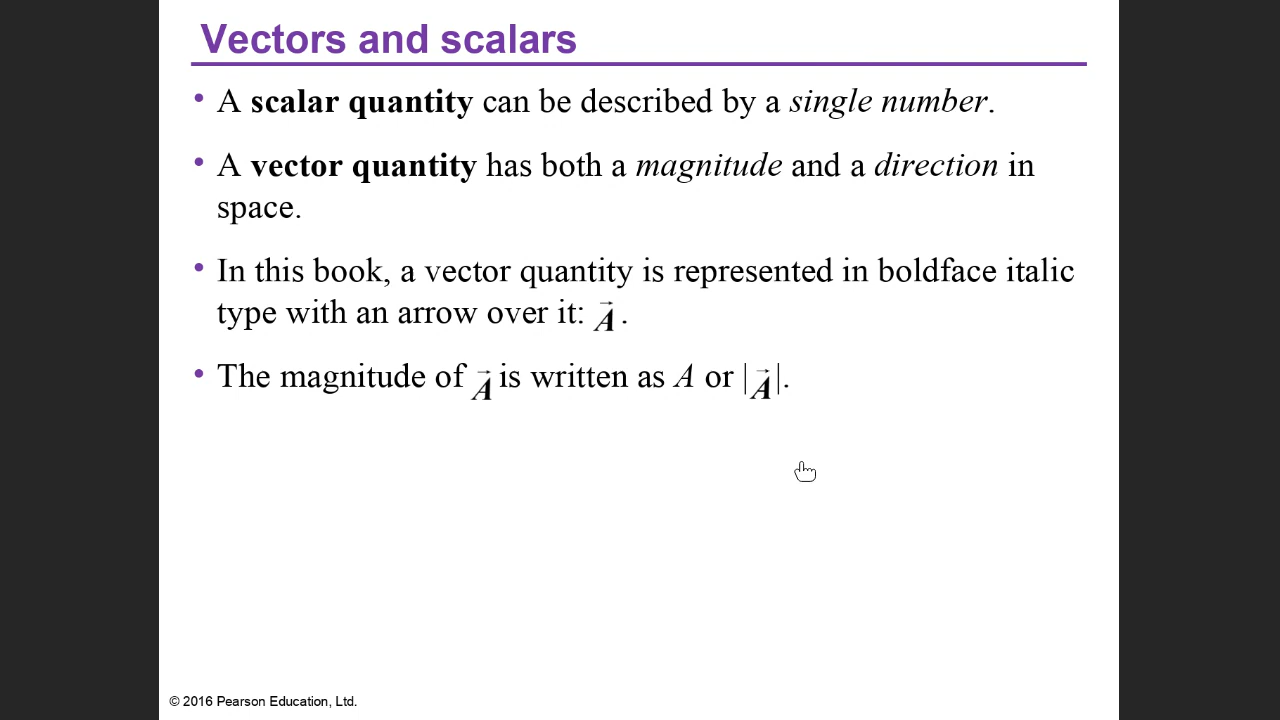 Vectors and scalars
• A scalar quantity can be described by a single number.
• A vector quantity has both a magnitude and a direction in
space.
• In this book, a vector quantity is represented in boldface italic
type with an arrow over it: A⃗ .
• The magnitude of A⃗ is written as A or |A⃗|.
© 2016 Pearson Education, Ltd.